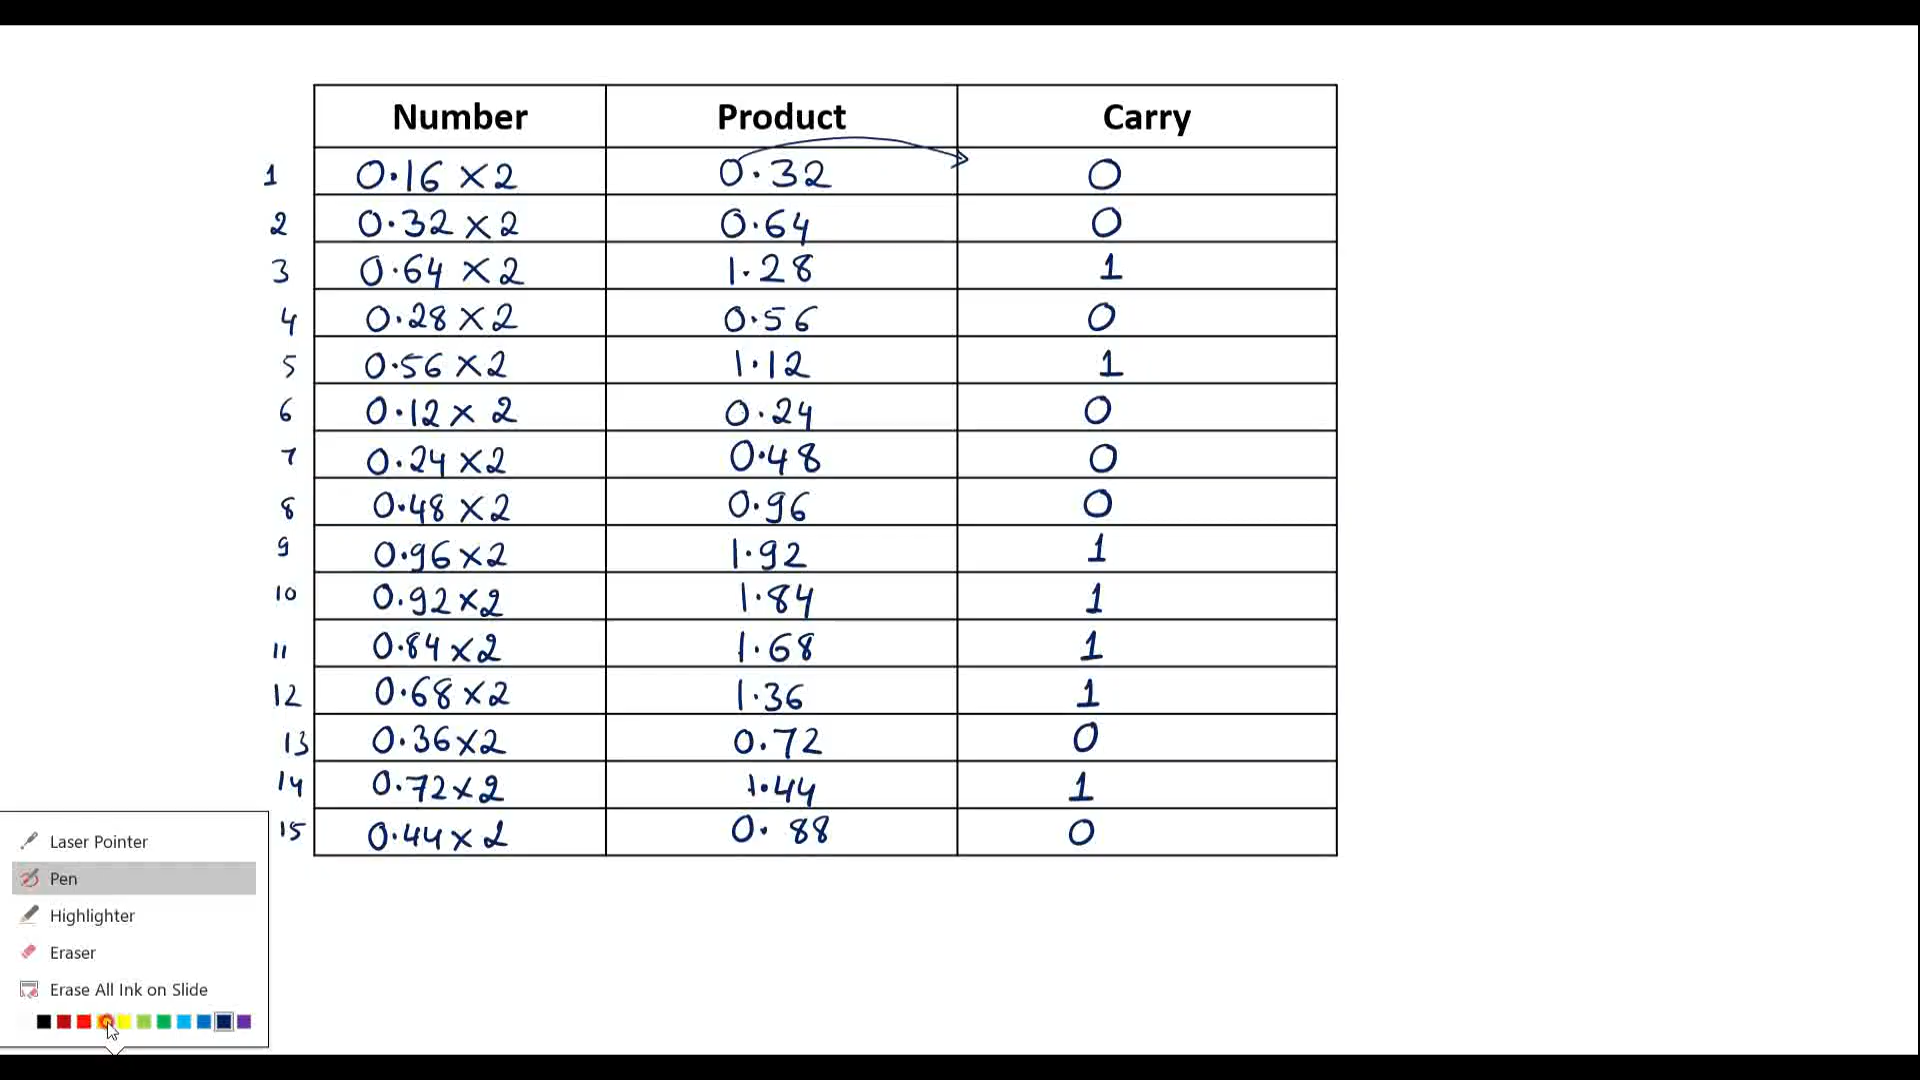 Number Product Carry
1 0.16 ×2 0.32 0
2 0.32 ×2 0.64 0
3 0.64 ×2 1.28 1
4 0.28 ×2 0.56 0
5 0.56 ×2 1.12 1
6 0.12 × 2 0.24 0
7 0.24 ×2 0.48 0
8 0.48 ×2 0.96 0
9 0.96 ×2 1.92 1
10 0.92 ×2 1.84 1
11 0.84 ×2 1.68 1
12 0.68 ×2 1.36 1
13 0.36 ×2 0.72 0
14 0.72 ×2 1.44 1
15 0.44 × 2 0.88 0
Laser Pointer
Pen
Highlighter
Eraser
Erase All Ink on Slide